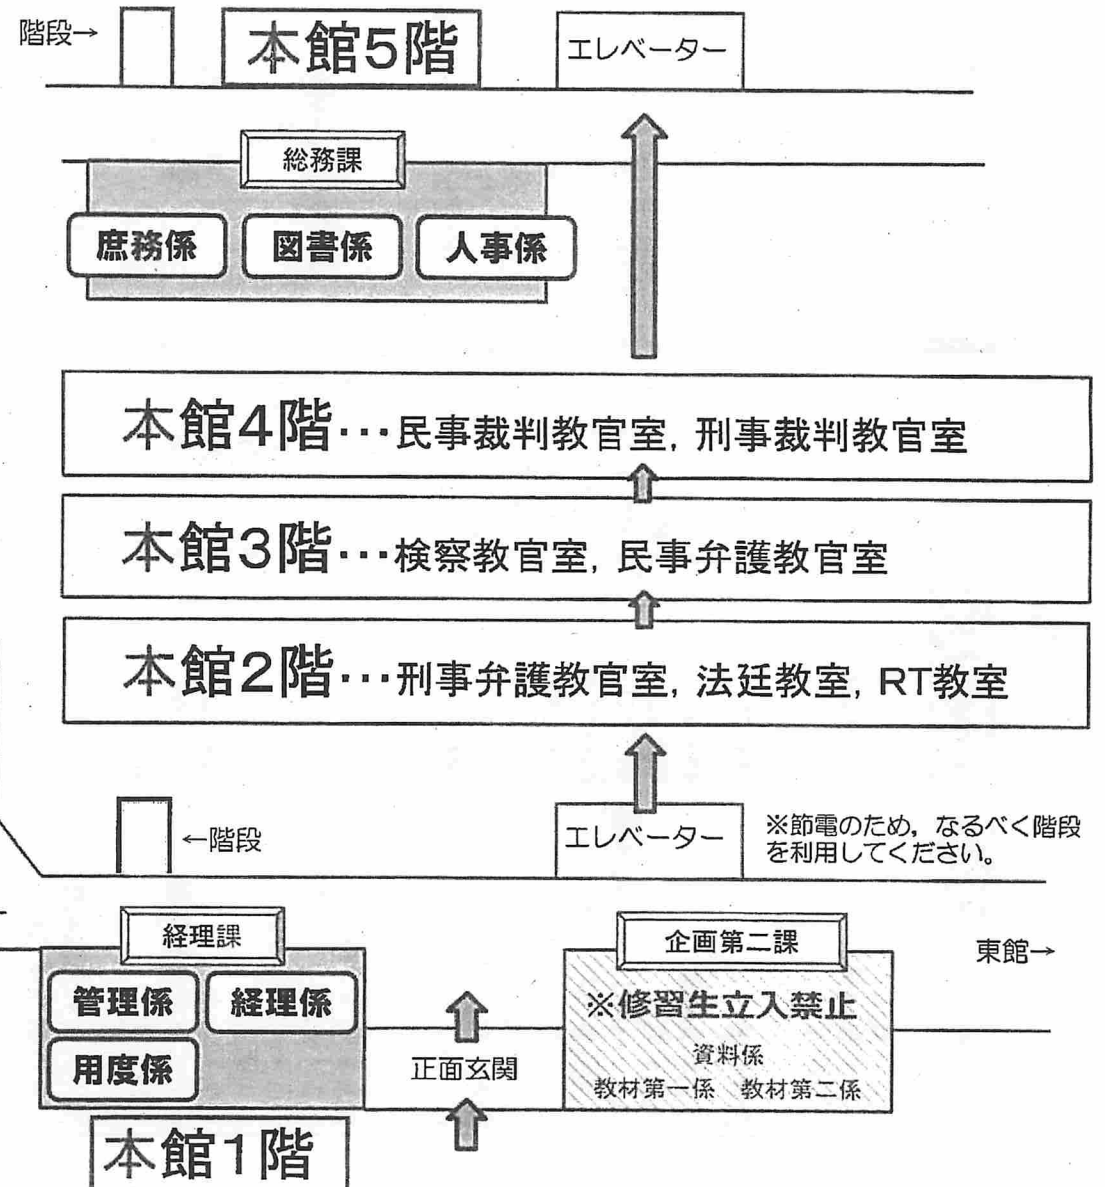 階段→
本館5階
エレベーター
総務課
庶務係
図書係
人事係
本館4階…民事裁判教官室，刑事裁判教官室
本館3階…検察教官室，民事弁護教官室
本館2階…刑事弁護教官室，法廷教室，RT教室
←階段
エレベーター
※節電のため，なるべく階段
を利用してください。
経理課
企画第二課
東館→
管理係
経理係
※修習生立入禁止
用度係
正面玄関
資料係
教材第一係 教材第二係
本館1階